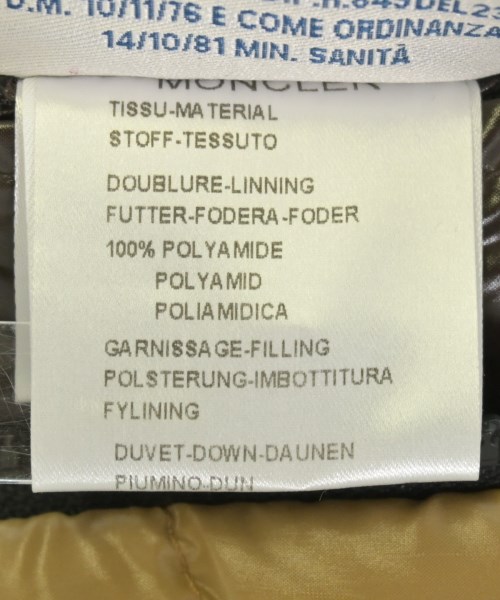 D.M. 10/11/76 E COME ORDINANZA
14/10/81 MIN. SANITÀ
MONCLER
TISSU-MATERIAL
STOFF-TESSUTO
DOUBLURE-LINNING
FUTTER-FODERA-FODER
100% POLYAMIDE
POLYAMID
POLIAMIDICA
GARNISSAGE-FILLING
POLSTERUNG-IMBOTTITURA
FYLINING
DUVET-DOWN-DAUNEN
PIUMINO-DUN